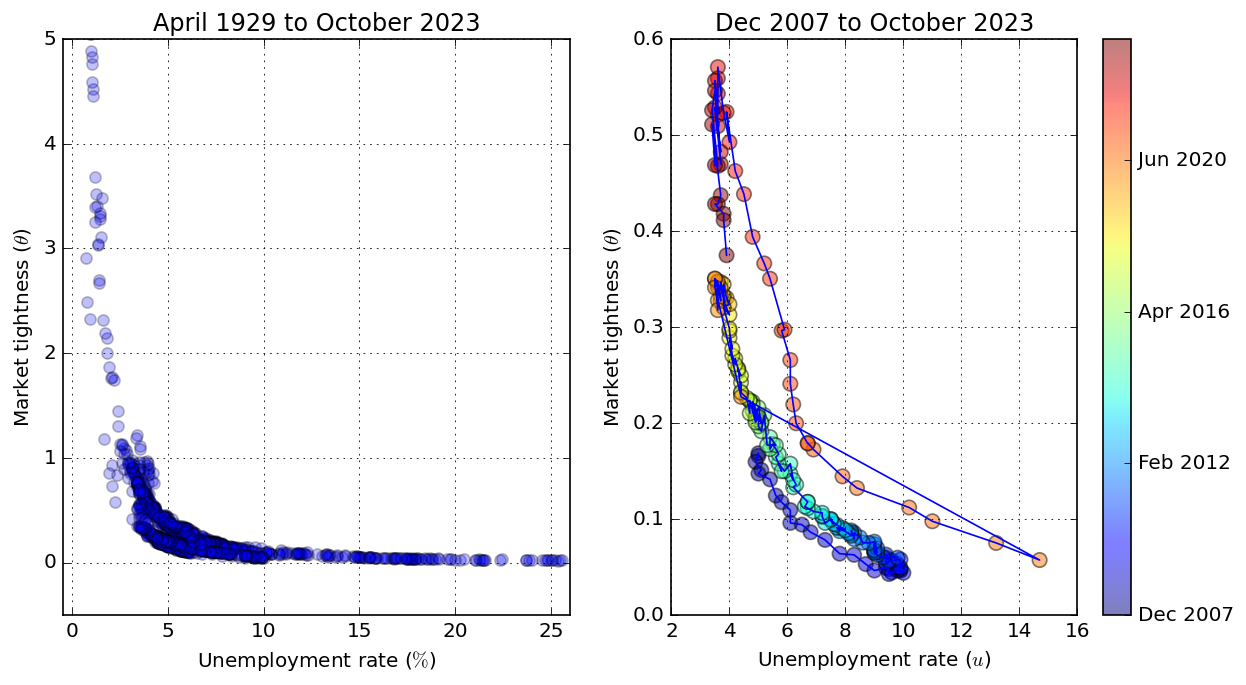 April 1929 to October 2023
5
4
3
2
1
0
0 5 10 15 20 25
Market tightness (θ)
Unemployment rate (%)
Dec 2007 to October 2023
0.6
0.5
0.4
0.3
0.2
0.1
0.0
2 4 6 8 10 12 14 16
Market tightness (θ)
Unemployment rate (u)
Jun 2020
Apr 2016
Feb 2012
Dec 2007